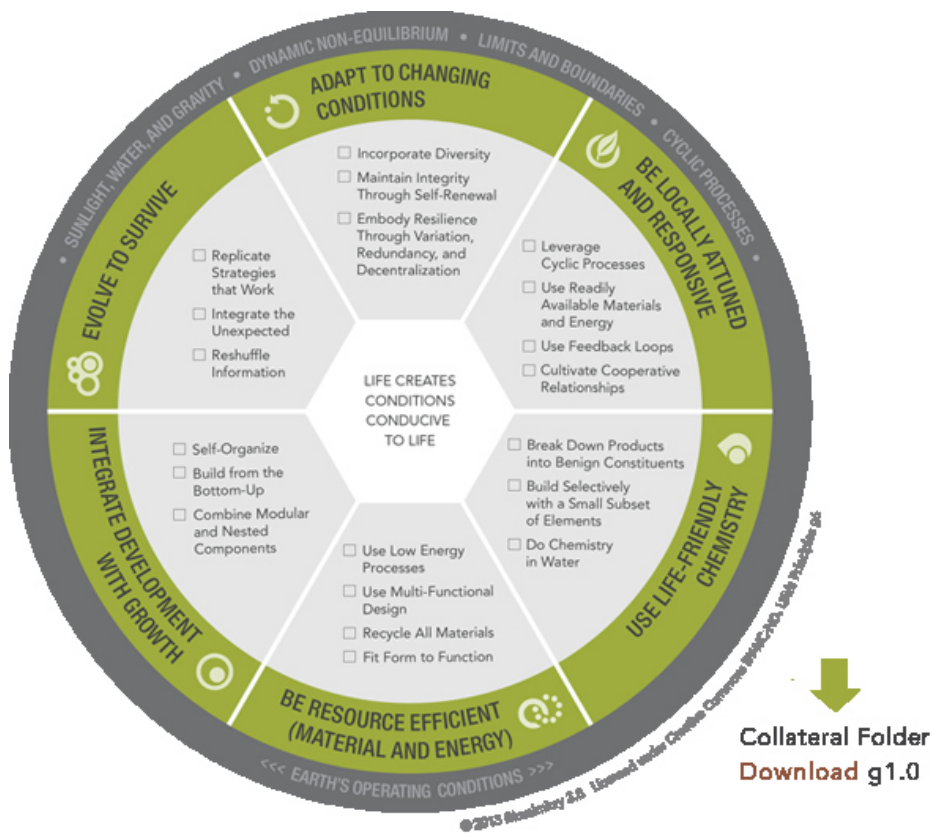 • SUNLIGHT, WATER, AND GRAVITY • DYNAMIC NON-EQUILIBRIUM • LIMITS AND BOUNDARIES • CYCLIC PROCESSES •
ADAPT TO CHANGING
CONDITIONS
Incorporate Diversity
Maintain Integrity
Through Self-Renewal
Embody Resilience
Through Variation,
Redundancy, and
Decentralization
BE LOCALLY ATTUNED
AND RESPONSIVE
Leverage
Cyclic Processes
Use Readily
Available Materials
and Energy
Use Feedback Loops
Cultivate Cooperative
Relationships
USE LIFE-FRIENDLY
CHEMISTRY
Break Down Products
into Benign Constituents
Build Selectively
with a Small Subset
of Elements
Do Chemistry
in Water
BE RESOURCE EFFICIENT
(MATERIAL AND ENERGY)
Use Low Energy
Processes
Use Multi-Functional
Design
Recycle All Materials
Fit Form to Function
INTEGRATE DEVELOPMENT
WITH GROWTH
Self-Organize
Build from the
Bottom-Up
Combine Modular
and Nested
Components
EVOLVE TO SURVIVE
Replicate
Strategies
that Work
Integrate the
Unexpected
Reshuffle
Information
LIFE CREATES
CONDITIONS
CONDUCIVE
TO LIFE
<<< EARTH'S OPERATING CONDITIONS >>>
©2013 3.8 Licensed under Creative Commons
Collateral Folder
Download g1.0